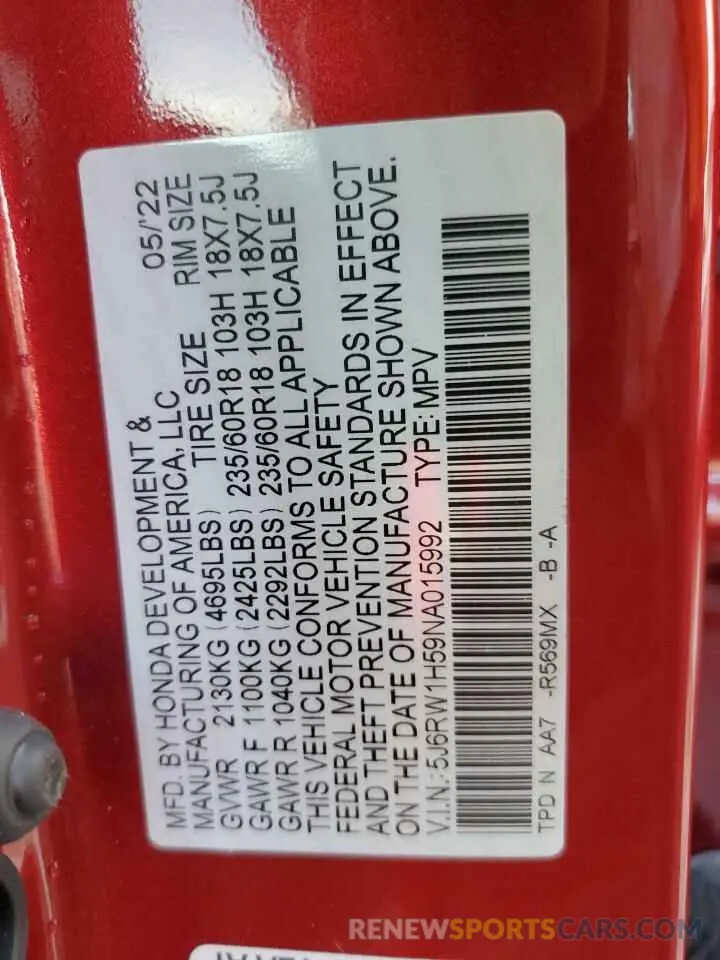 MFD. BY HONDA DEVELOPMENT & 05/'22
MANUFACTURING OF AMERICA, LLC
TIRE SIZE RIM SIZE
GVWR 2130KG (4695LBS)
GAWR F 1100KG (2425LBS) 235/60R18 103H 18X7.5J
GAWR R 1040KG (2292LBS) 235/60R18 103H 18X7.5J
THIS VEHICLE CONFORMS TO ALL APPLICABLE
FEDERAL MOTOR VEHICLE SAFETY
AND THEFT PREVENTION STANDARDS IN EFFECT
ON THE DATE OF MANUFACTURE SHOWN ABOVE.
V.I.N.: 5J6RW1H59NA015992 TYPE: MPV
TPD N AA7 -R569MX -B -A
RENEWSPORTSCARS.COM